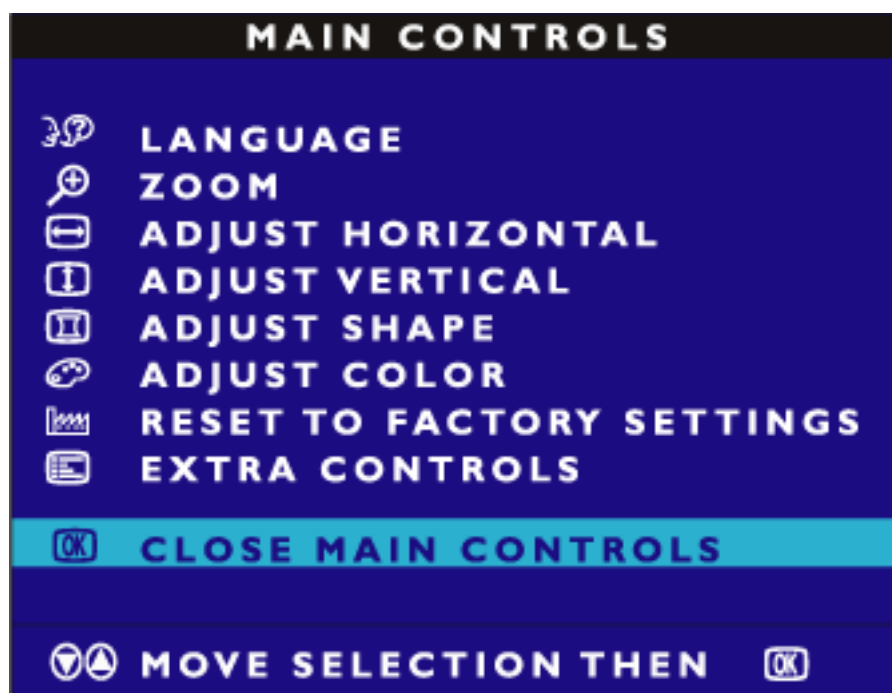 MAIN CONTROLS
LANGUAGE
ZOOM
ADJUST HORIZONTAL
ADJUST VERTICAL
ADJUST SHAPE
ADJUST COLOR
RESET TO FACTORY SETTINGS
EXTRA CONTROLS
OK CLOSE MAIN CONTROLS
MOVE SELECTION THEN OK